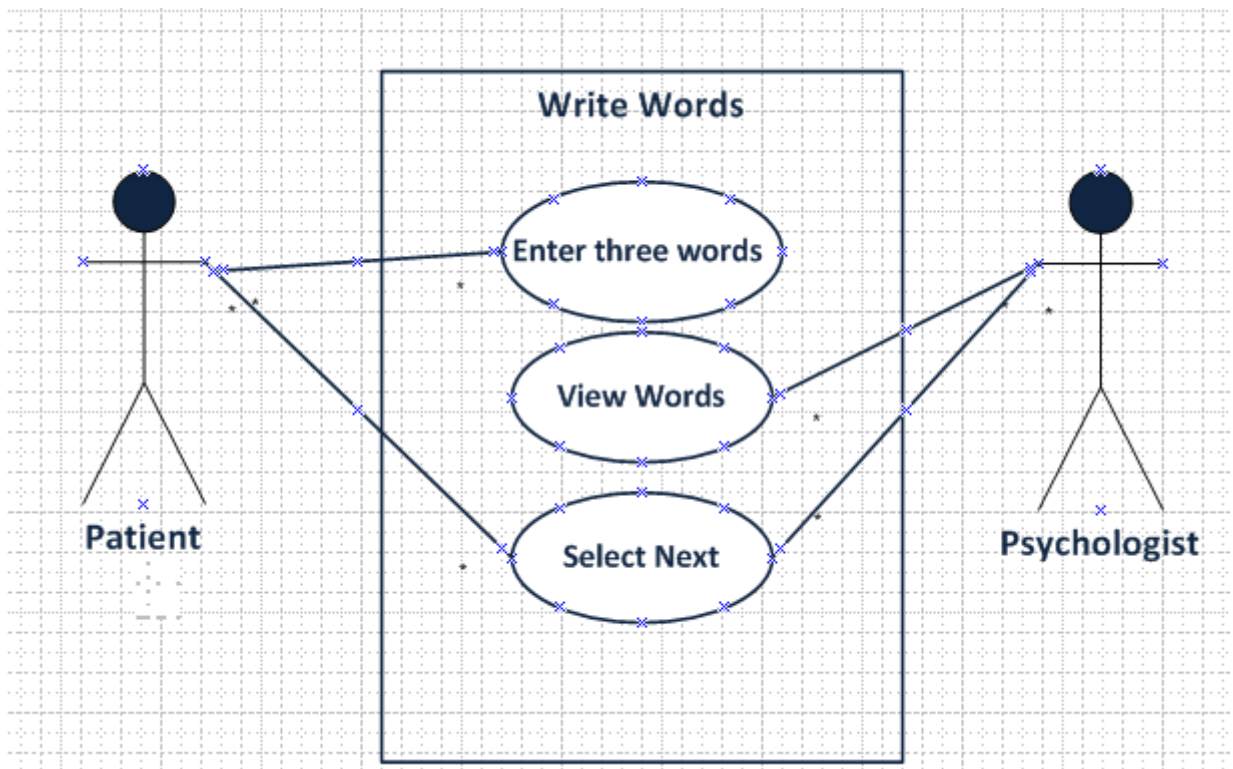 Write Words
Enter three words
View Words
Select Next
Patient
Psychologist
*
*
*
*
*
*
*
*